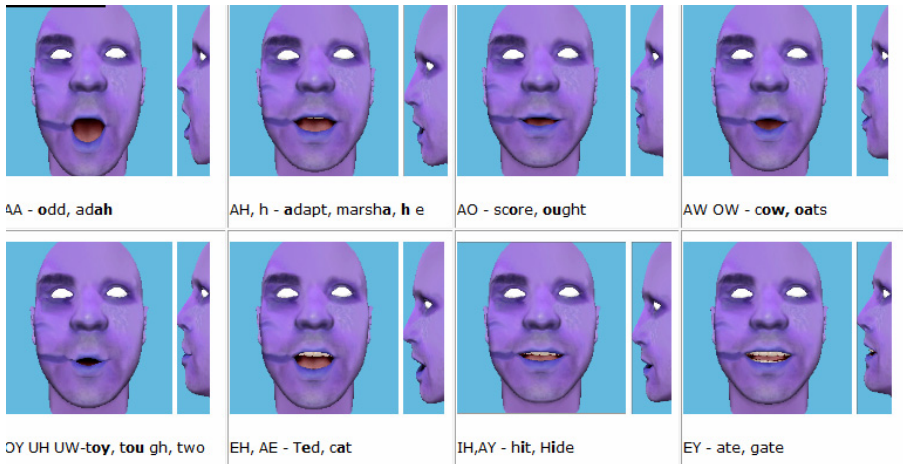 AA - odd, adah
AH, h - adapt, marsha, h e
AO - score, ought
AW OW - cow, oats
OY UH UW-toy, tou gh, two
EH, AE - Ted, cat
IH,AY - hit, Hide
EY - ate, gate